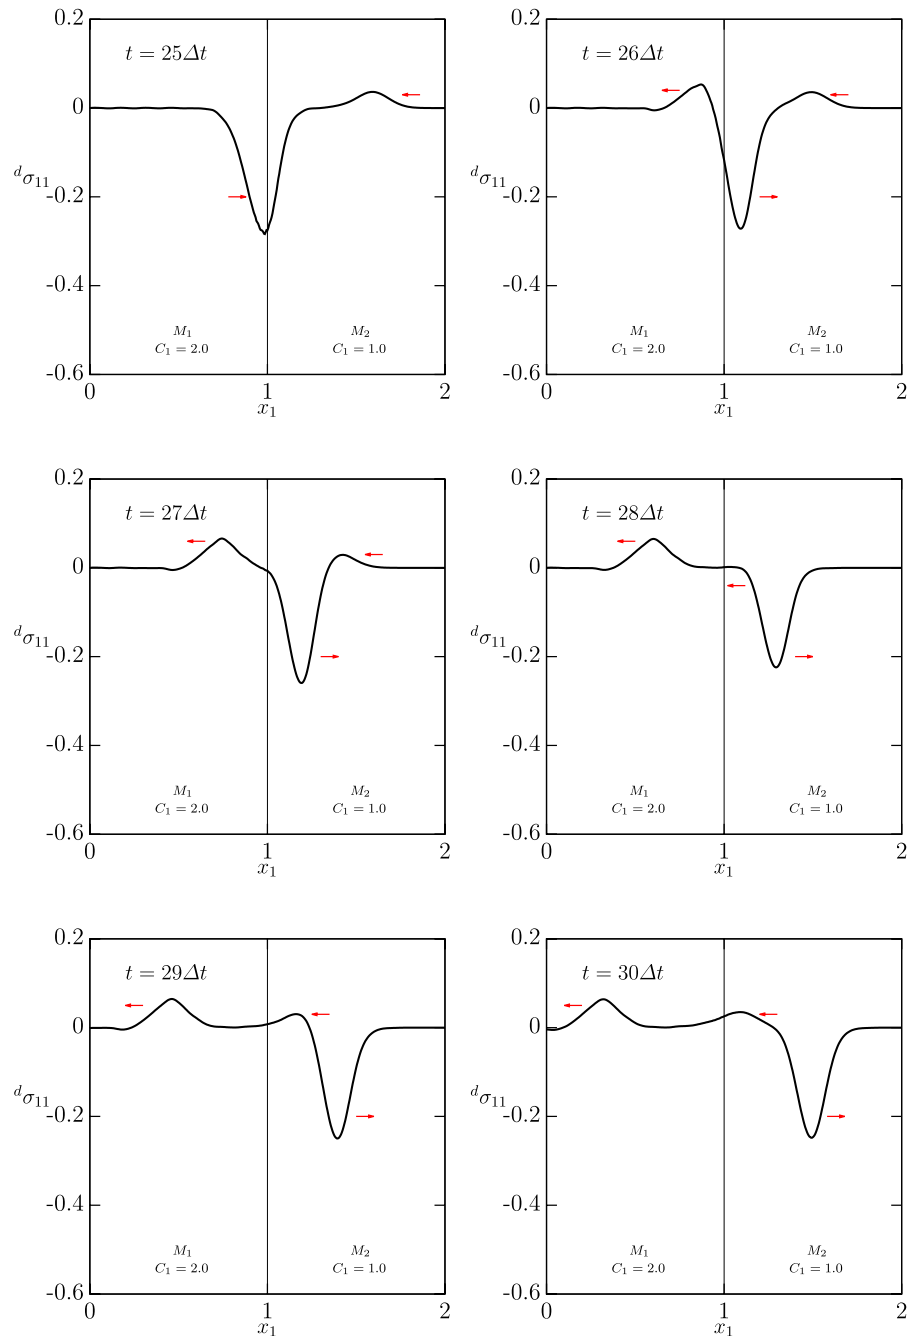 t = 25Δt
0.2
0
-0.2
-0.4
-0.6
ᵈσ₁₁
M₁
C₁ = 2.0
M₂
C₁ = 1.0
0 1 2
x₁
t = 26Δt
0.2
0
-0.2
-0.4
-0.6
ᵈσ₁₁
M₁
C₁ = 2.0
M₂
C₁ = 1.0
0 1 2
x₁
t = 27Δt
0.2
0
-0.2
-0.4
-0.6
ᵈσ₁₁
M₁
C₁ = 2.0
M₂
C₁ = 1.0
0 1 2
x₁
t = 28Δt
0.2
0
-0.2
-0.4
-0.6
ᵈσ₁₁
M₁
C₁ = 2.0
M₂
C₁ = 1.0
0 1 2
x₁
t = 29Δt
0.2
0
-0.2
-0.4
-0.6
ᵈσ₁₁
M₁
C₁ = 2.0
M₂
C₁ = 1.0
0 1 2
x₁
t = 30Δt
0.2
0
-0.2
-0.4
-0.6
ᵈσ₁₁
M₁
C₁ = 2.0
M₂
C₁ = 1.0
0 1 2
x₁